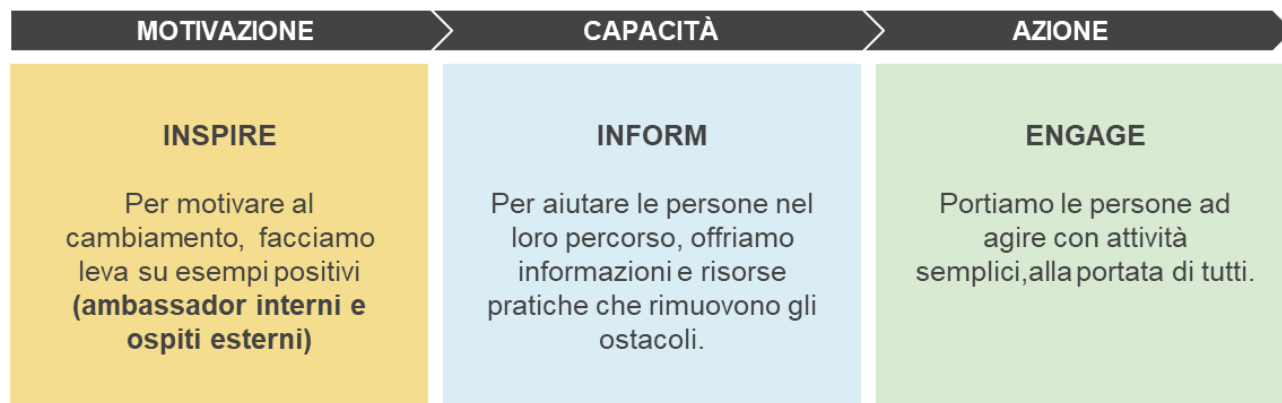 MOTIVAZIONE
CAPACITÀ
AZIONE
INSPIRE
Per motivare al
cambiamento, facciamo
leva su esempi positivi
(ambassador interni e
ospiti esterni)
INFORM
Per aiutare le persone nel
loro percorso, offriamo
informazioni e risorse
pratiche che rimuovono gli
ostacoli.
ENGAGE
Portiamo le persone ad
agire con attività
semplici,alla portata di tutti.